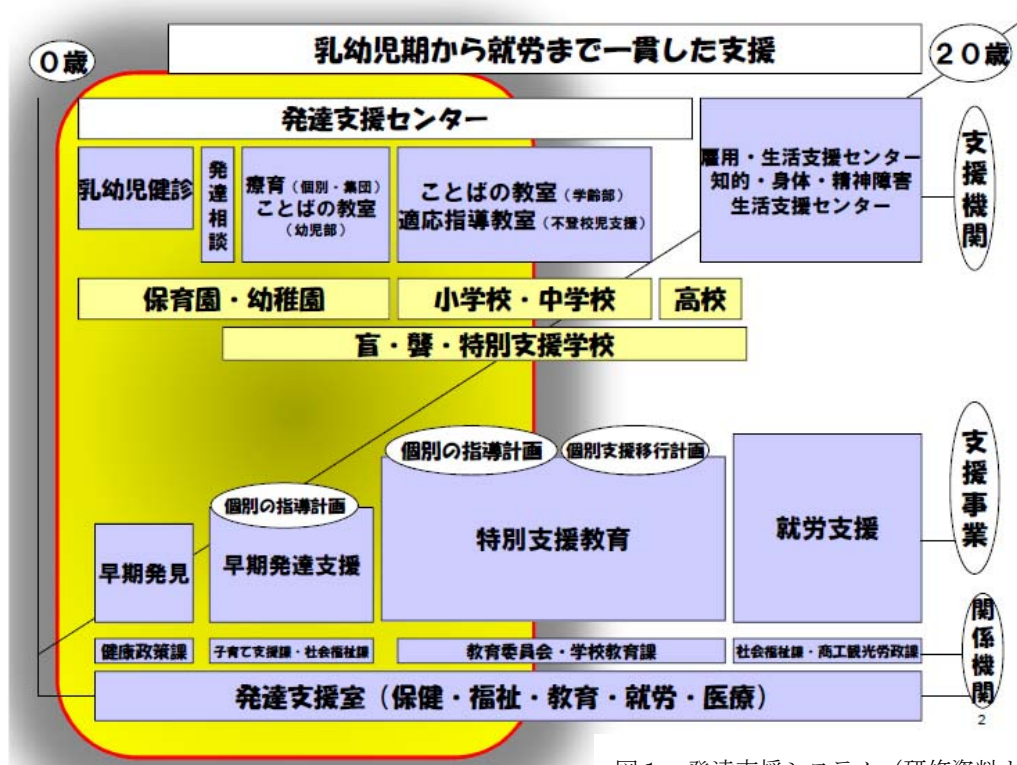 0歳
乳幼児期から就労まで一貫した支援
20歳
発達支援センター
乳幼児健診
発達相談
療育（個別・集団）
ことばの教室
（幼児部）
ことばの教室（学齢部）
適応指導教室（不登校児支援）
雇用・生活支援センター
知的・身体・精神障害
生活支援センター
支援機関
保育園・幼稚園
小学校・中学校
高校
盲・聾・特別支援学校
個別の指導計画
早期発見
早期発達支援
個別の指導計画
個別支援移行計画
特別支援教育
就労支援
支援事業
健康政策課
子育て支援課・社会福祉課
教育委員会・学校教育課
社会福祉課・商工観光労政課
関係機関
発達支援室（保健・福祉・教育・就労・医療）
2